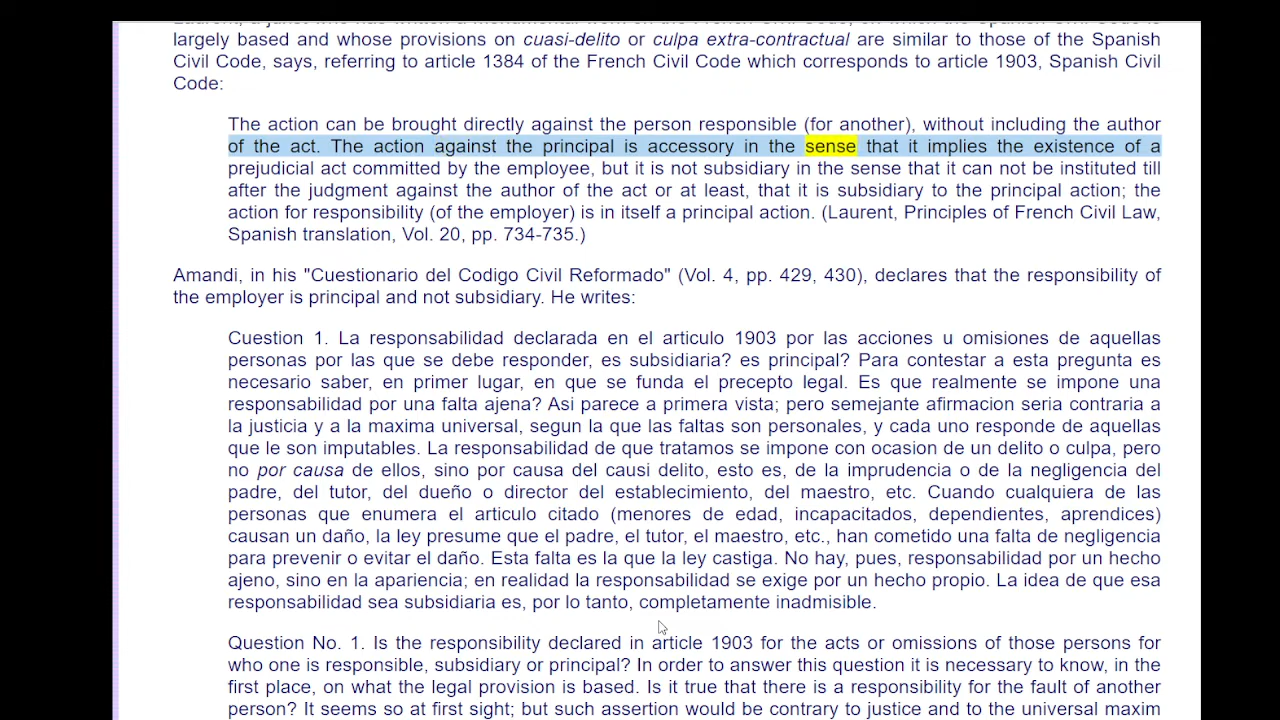 Laurent, a jurist who has written a monumental work on the French Civil Code, on which the Spanish Civil Code is
largely based and whose provisions on cuasi-delito or culpa extra-contractual are similar to those of the Spanish
Civil Code, says, referring to article 1384 of the French Civil Code which corresponds to article 1903, Spanish Civil
Code:
The action can be brought directly against the person responsible (for another), without including the author
of the act. The action against the principal is accessory in the sense that it implies the existence of a
prejudicial act committed by the employee, but it is not subsidiary in the sense that it can not be instituted till
after the judgment against the author of the act or at least, that it is subsidiary to the principal action; the
action for responsibility (of the employer) is in itself a principal action. (Laurent, Principles of French Civil Law,
Spanish translation, Vol. 20, pp. 734-735.)
Amandi, in his "Cuestionario del Codigo Civil Reformado" (Vol. 4, pp. 429, 430), declares that the responsibility of
the employer is principal and not subsidiary. He writes:
Cuestion 1. La responsabilidad declarada en el articulo 1903 por las acciones u omisiones de aquellas
personas por las que se debe responder, es subsidiaria? es principal? Para contestar a esta pregunta es
necesario saber, en primer lugar, en que se funda el precepto legal. Es que realmente se impone una
responsabilidad por una falta ajena? Asi parece a primera vista; pero semejante afirmacion seria contraria a
la justicia y a la maxima universal, segun la que las faltas son personales, y cada uno responde de aquellas
que le son imputables. La responsabilidad de que tratamos se impone con ocasion de un delito o culpa, pero
no por causa de ellos, sino por causa del causi delito, esto es, de la imprudencia o de la negligencia del
padre, del tutor, del dueño o director del establecimiento, del maestro, etc. Cuando cualquiera de las
personas que enumera el articulo citado (menores de edad, incapacitados, dependientes, aprendices)
causan un daño, la ley presume que el padre, el tutor, el maestro, etc., han cometido una falta de negligencia
para prevenir o evitar el daño. Esta falta es la que la ley castiga. No hay, pues, responsabilidad por un hecho
ajeno, sino en la apariencia; en realidad la responsabilidad se exige por un hecho propio. La idea de que esa
responsabilidad sea subsidiaria es, por lo tanto, completamente inadmisible.
Question No. 1. Is the responsibility declared in article 1903 for the acts or omissions of those persons for
who one is responsible, subsidiary or principal? In order to answer this question it is necessary to know, in the
first place, on what the legal provision is based. Is it true that there is a responsibility for the fault of another
person? It seems so at first sight; but such assertion would be contrary to justice and to the universal maxim